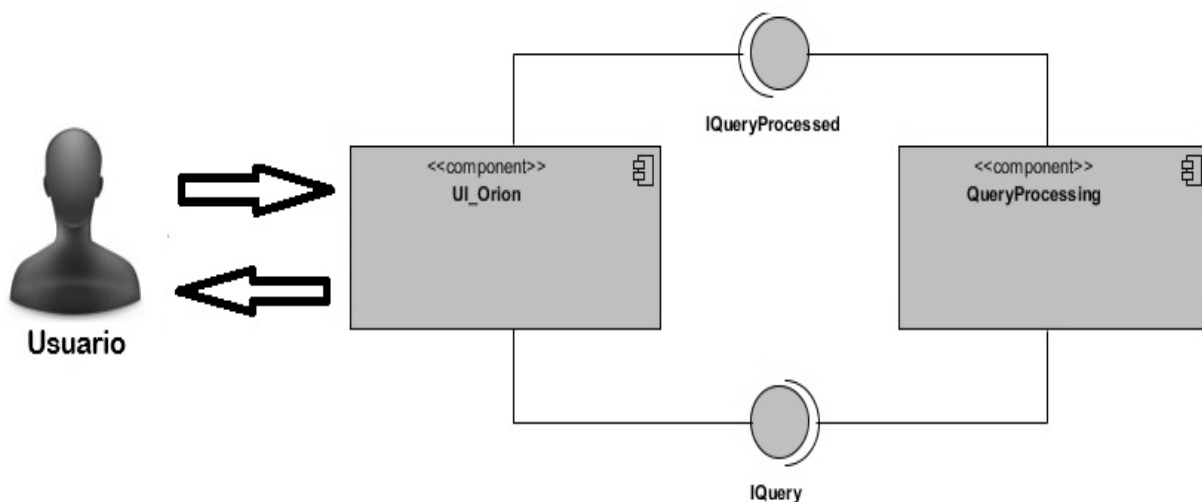 IQueryProcessed
<<component>>
UI_Orion
<<component>>
QueryProcessing
Usuario
IQuery